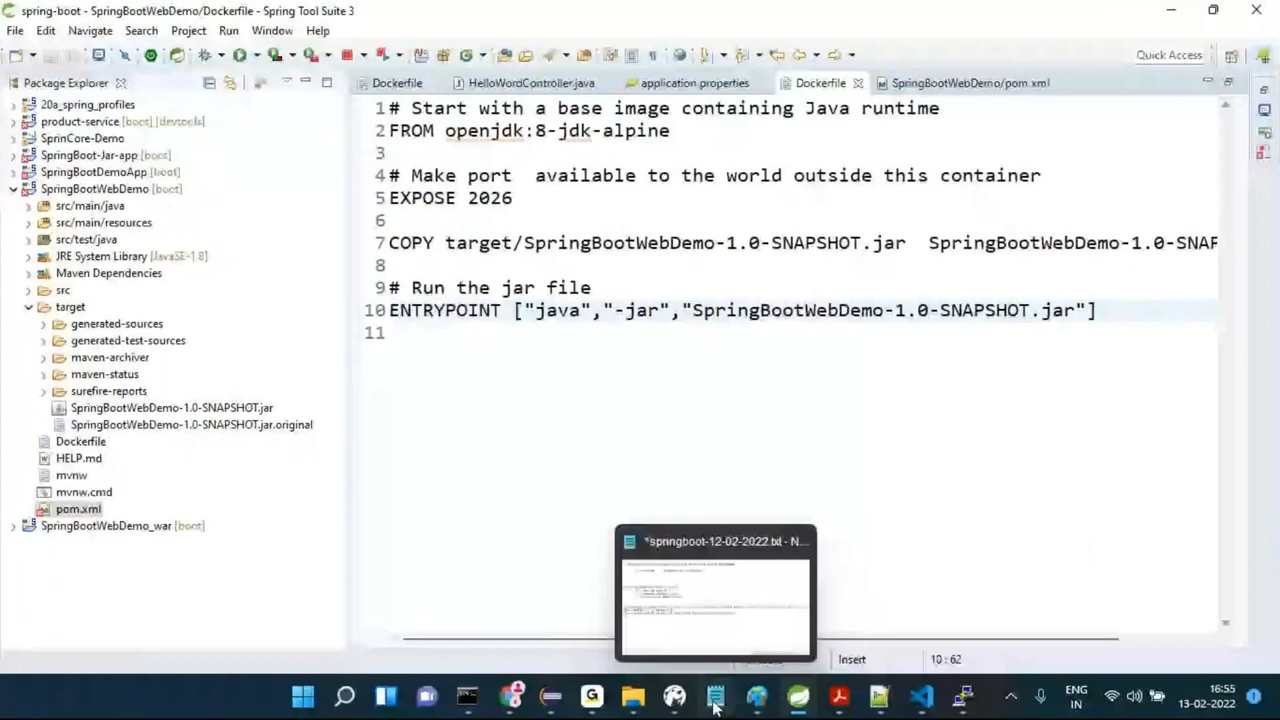 spring-boot - SpringBootWebDemo/Dockerfile - Spring Tool Suite 3
File Edit Navigate Search Project Run Window Help
Quick Access
Package Explorer
Dockerfile
HelloWordController.java
application.properties
Dockerfile
SpringBootWebDemo/pom.xml
20a_spring_profiles
product-service [boot] [devtools]
SprinCore-Demo
SpringBoot-Jar-app [boot]
SpringBootDemoApp [boot]
SpringBootWebDemo [boot]
src/main/java
src/main/resources
src/test/java
JRE System Library [JavaSE-1.8]
Maven Dependencies
src
target
generated-sources
generated-test-sources
maven-archiver
maven-status
surefire-reports
SpringBootWebDemo-1.0-SNAPSHOT.jar
SpringBootWebDemo-1.0-SNAPSHOT.jar.original
Dockerfile
HELP.md
mvnw
mvnw.cmd
pom.xml
SpringBootWebDemo_war [boot]
1 # Start with a base image containing Java runtime
2 FROM openjdk:8-jdk-alpine
3
4 # Make port  available to the world outside this container
5 EXPOSE 2026
6
7 COPY target/SpringBootWebDemo-1.0-SNAPSHOT.jar  SpringBootWebDemo-1.0-SNAP
8
9 # Run the jar file
10 ENTRYPOINT ["java","-jar","SpringBootWebDemo-1.0-SNAPSHOT.jar"]
11
*springboot-12-02-2022.txt - N...
Insert
10:62
ENG
IN
16:55
13-02-2022